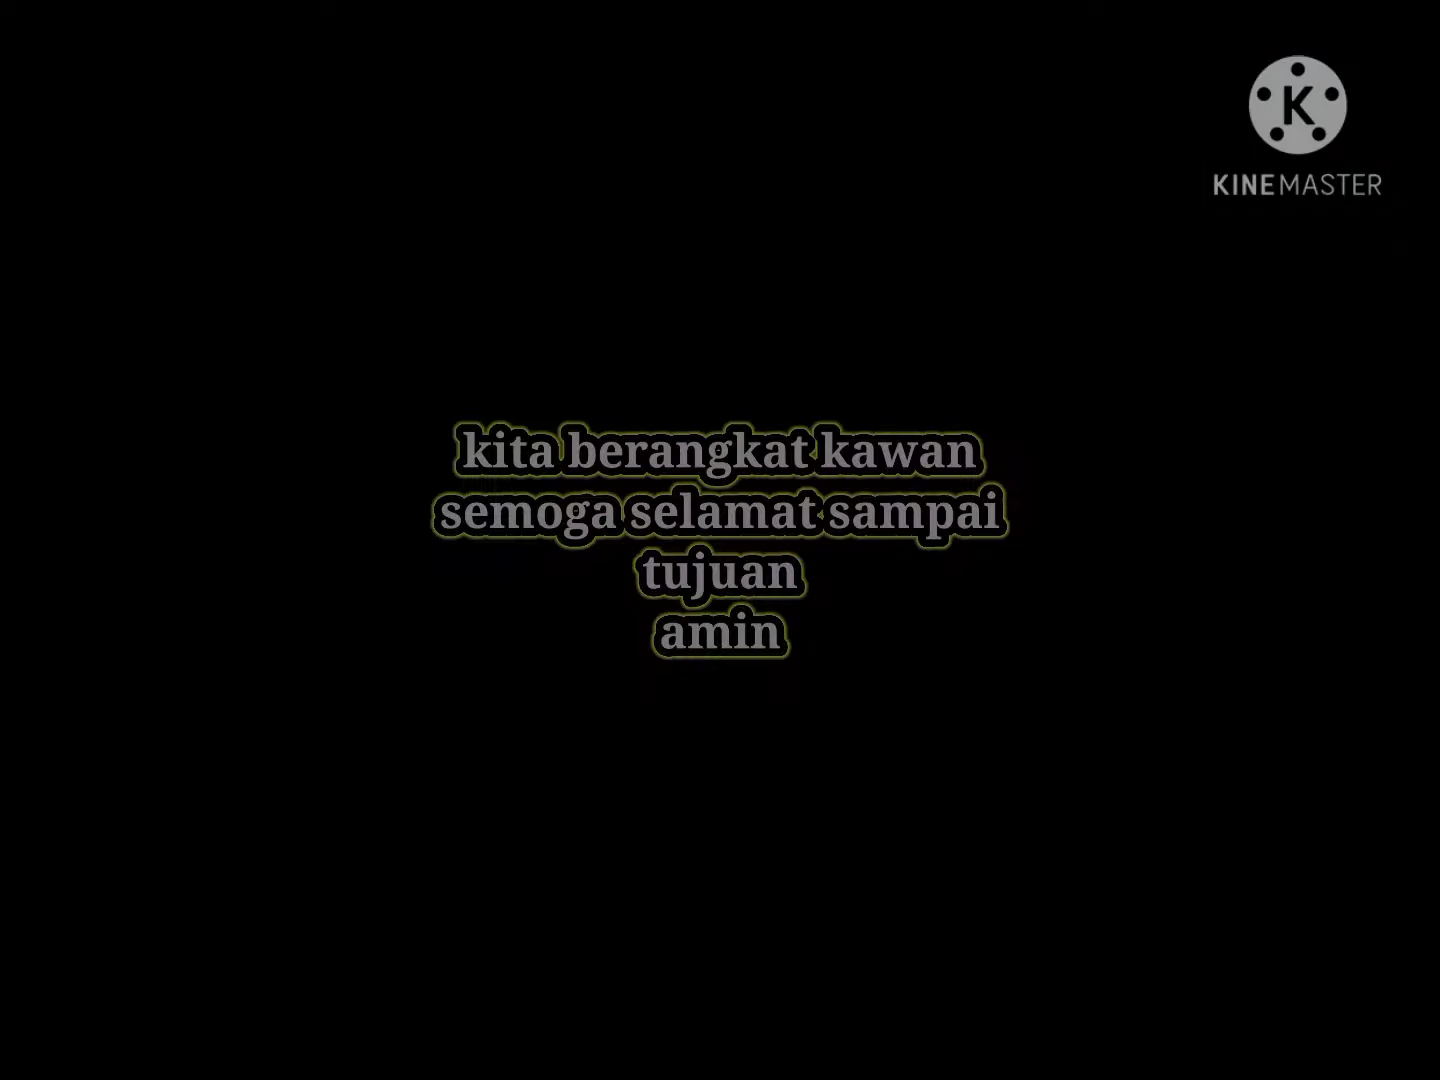 K
KINEMASTER
kita berangkat kawan
semoga selamat sampai
tujuan
amin